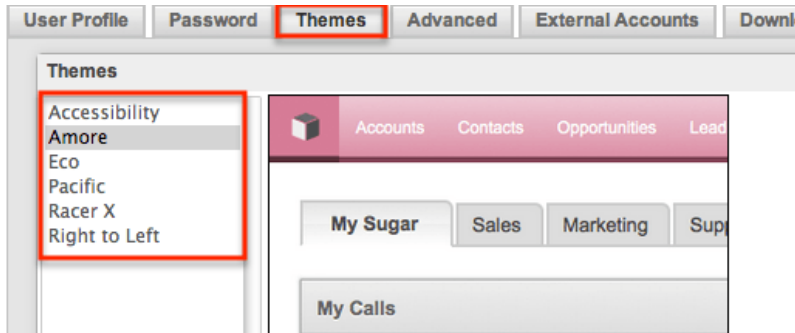 User Profile Password Themes Advanced External Accounts
Themes
Accessibility
Amore
Eco
Pacific
Racer X
Right to Left
Accounts Contacts Opportunities Lead
My Sugar Sales Marketing
My Calls